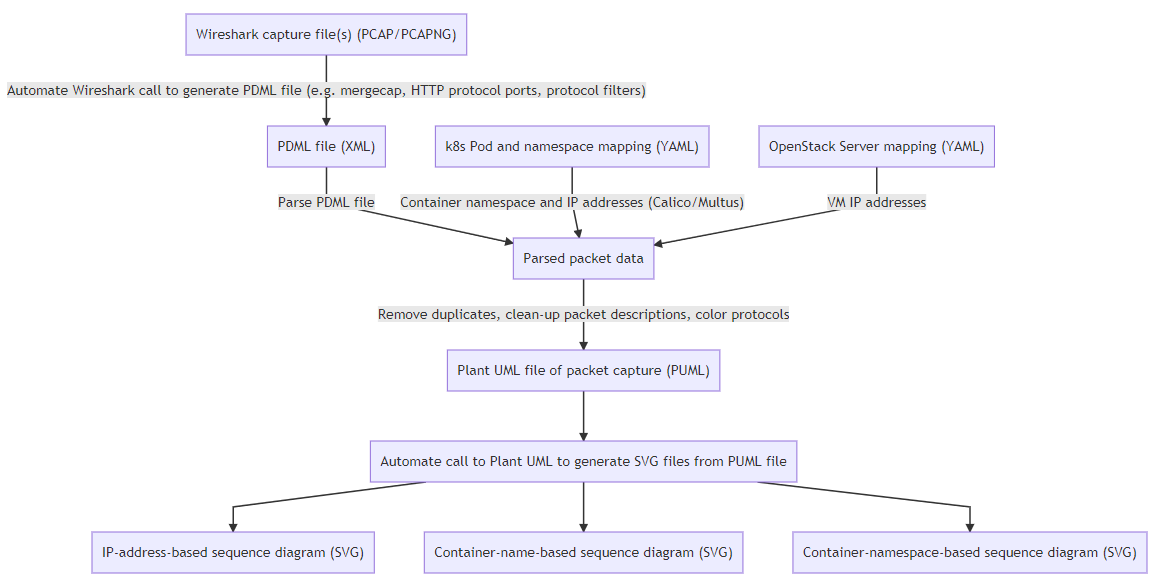 Wireshark capture file(s) (PCAP/PCAPNG)
Automate Wireshark call to generate PDML file (e.g. mergecap, HTTP protocol ports, protocol filters)
PDML file (XML)
k8s Pod and namespace mapping (YAML)
OpenStack Server mapping (YAML)
Parse PDML file
Container namespace and IP addresses (Calico/Multus)
VM IP addresses
Parsed packet data
Remove duplicates, clean-up packet descriptions, color protocols
Plant UML file of packet capture (PUML)
Automate call to Plant UML to generate SVG files from PUML file
IP-address-based sequence diagram (SVG)
Container-name-based sequence diagram (SVG)
Container-namespace-based sequence diagram (SVG)